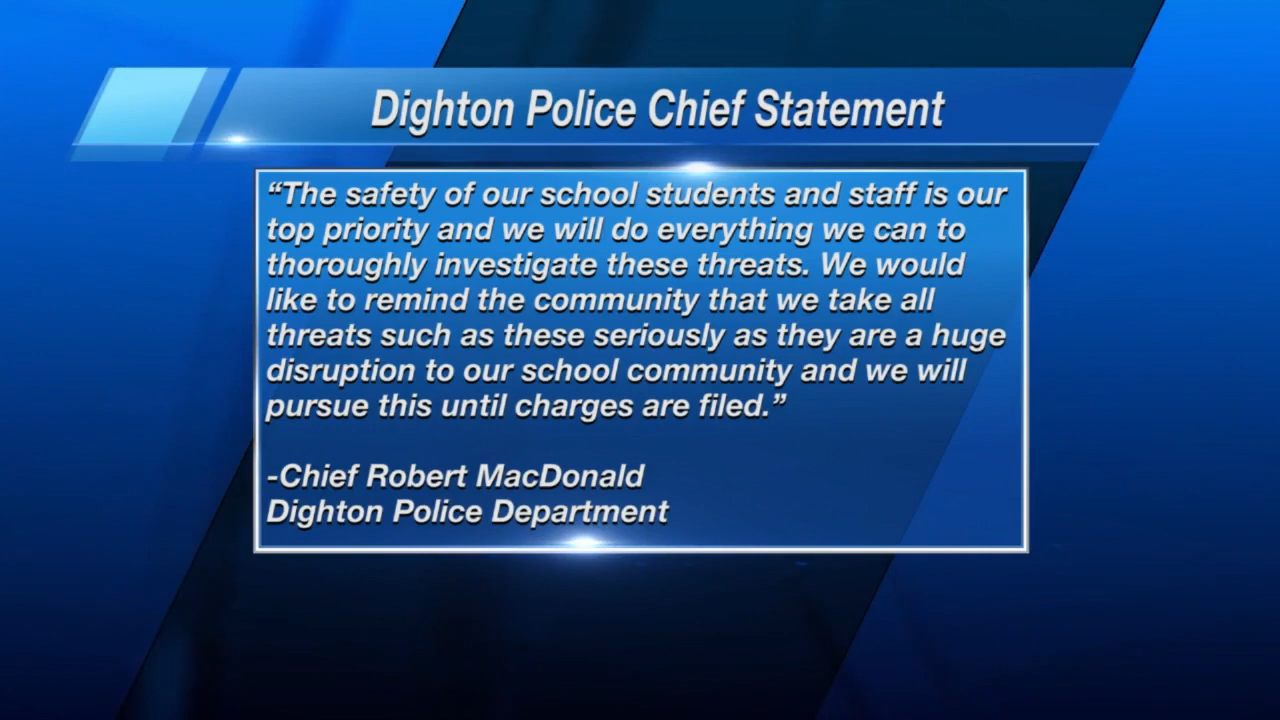 Dighton Police Chief Statement
“The safety of our school students and staff is our
top priority and we will do everything we can to
thoroughly investigate these threats. We would
like to remind the community that we take all
threats such as these seriously as they are a huge
disruption to our school community and we will
pursue this until charges are filed.”
-Chief Robert MacDonald
Dighton Police Department